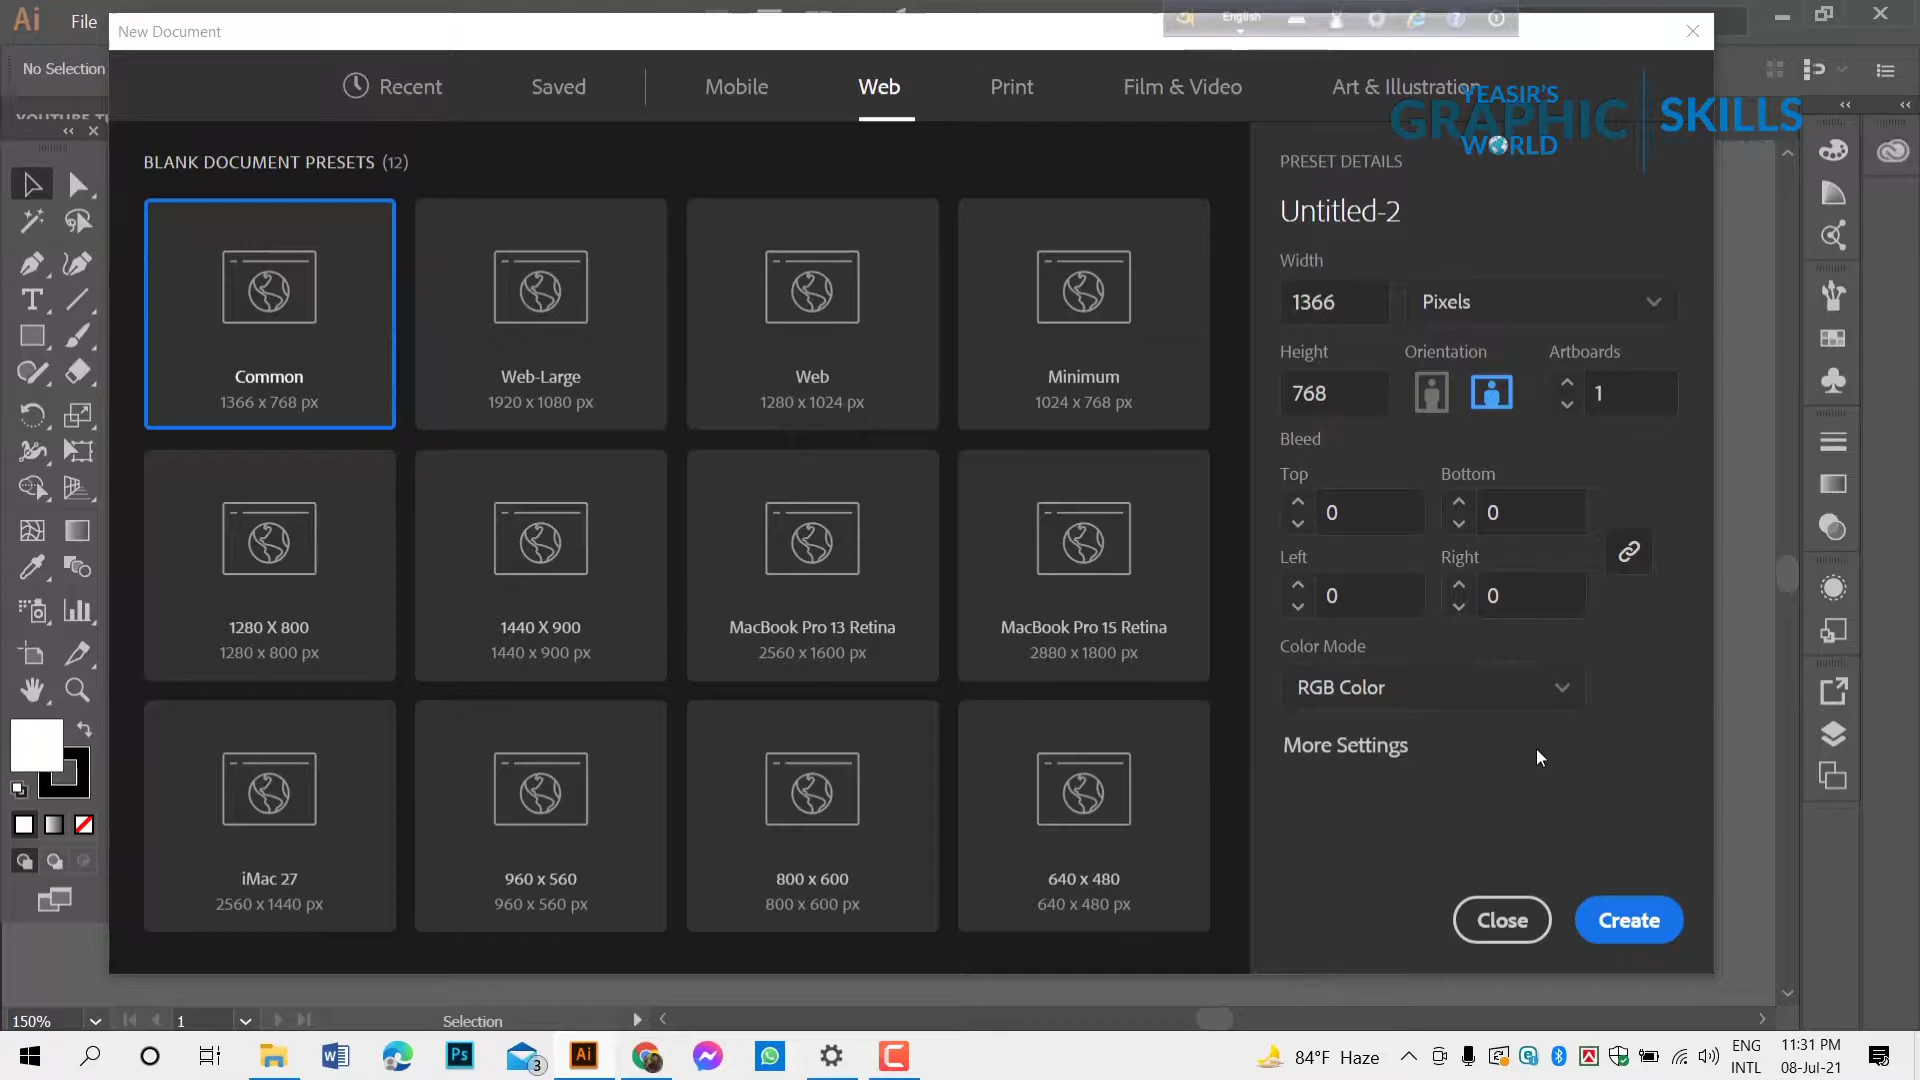 Ai File
New Document
English
No Selection
Recent Saved Mobile Web Print Film & Video Art & Illustration
YEASIR'S
GRAPHIC SKILLS
WORLD
BLANK DOCUMENT PRESETS (12)
PRESET DETAILS
Untitled-2
Width
1366 Pixels
Height Orientation Artboards
768 1
Bleed
Top Bottom
0 0
Left Right
0 0
Color Mode
RGB Color
More Settings
Close Create
Common Web-Large Web Minimum
1366 x 768 px 1920 x 1080 px 1280 x 1024 px 1024 x 768 px
1280 X 800 1440 X 900 MacBook Pro 13 Retina MacBook Pro 15 Retina
1280 x 800 px 1440 x 900 px 2560 x 1600 px 2880 x 1800 px
iMac 27 960 x 560 800 x 600 640 x 480
2560 x 1440 px 960 x 560 px 800 x 600 px 640 x 480 px
150% 1 Selection
W Ps 3 Ai
84°F Haze
ENG
INTL
11:31 PM
08-Jul-21